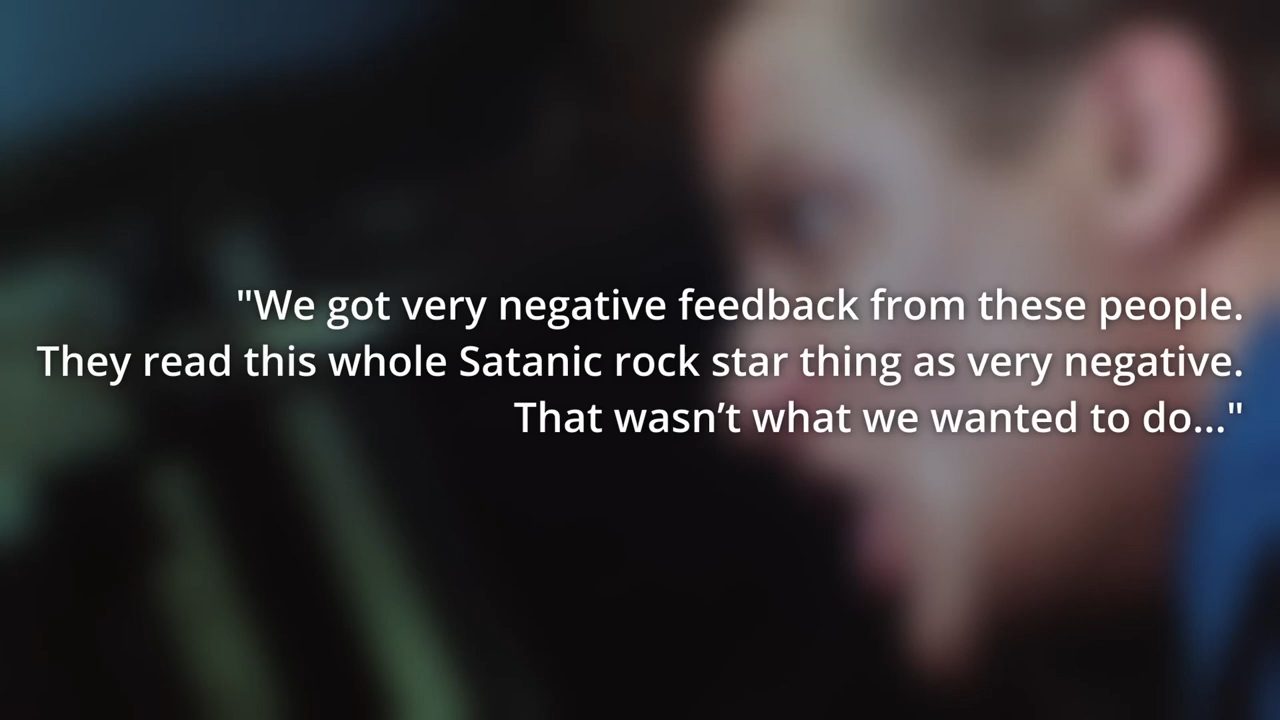 "We got very negative feedback from these people.
They read this whole Satanic rock star thing as very negative.
That wasn’t what we wanted to do..."